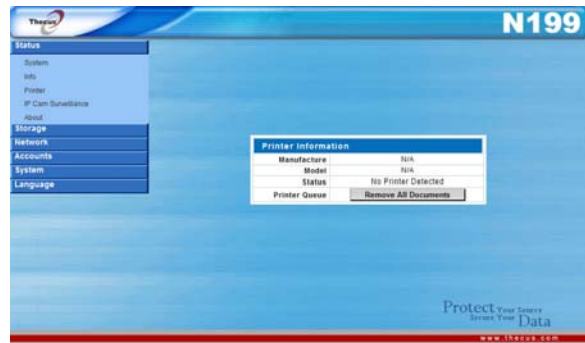 Thecus
N199
Status
System
Info
Printer
IP Cam Surveillance
About
Storage
Network
Accounts
System
Language
Printer Information
Manufacture N/A
Model N/A
Status No Printer Detected
Printer Queue Remove All Documents
Protect Your Source
Secure Your Data
www.thecus.com